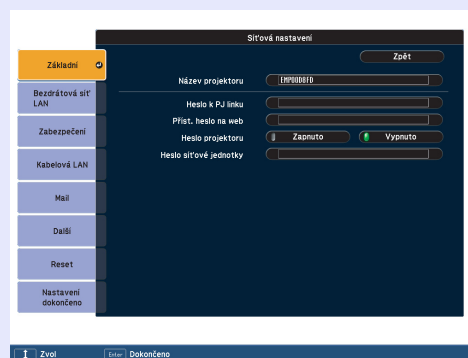 Síťová nastavení
Zpět
Základní
Název projektoru EMP80D8FD
Bezdrátová síť
LAN
Heslo k PJ linku
Příst. heslo na web
Zabezpečení
Heslo projektoru Zapnuto Vypnuto
Heslo síťové jednotky
Kabelová LAN
Mail
Další
Reset
Nastavení
dokončeno
Zvol Enter Dokončeno